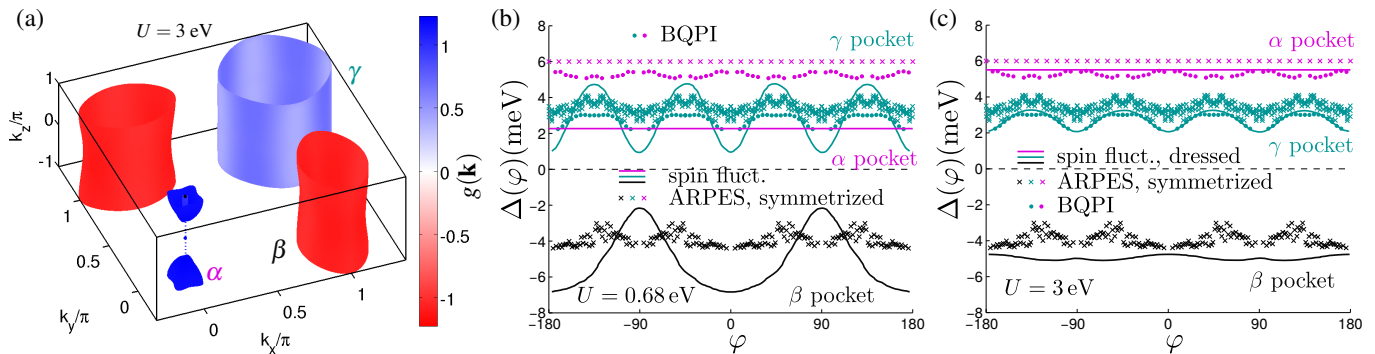 (a)
U = 3 eV
γ
1
0
-1
k_z/π
1
0.5
0
k_y/π
α
β
0
0.5
1
k_x/π
1
0.5
0
-0.5
-1
g(k)
(b)
8
6
4
2
0
−2
−4
−6
−8
Δ(φ)(meV)
BQPI
γ pocket
α pocket
spin fluct.
ARPES, symmetrized
U = 0.68 eV
β pocket
−180
−90
0
90
180
φ
(c)
8
6
4
2
0
−2
−4
−6
−8
Δ(φ)(meV)
α pocket
γ pocket
spin fluct., dressed
ARPES, symmetrized
BQPI
U = 3 eV
β pocket
−180
−90
0
90
180
φ